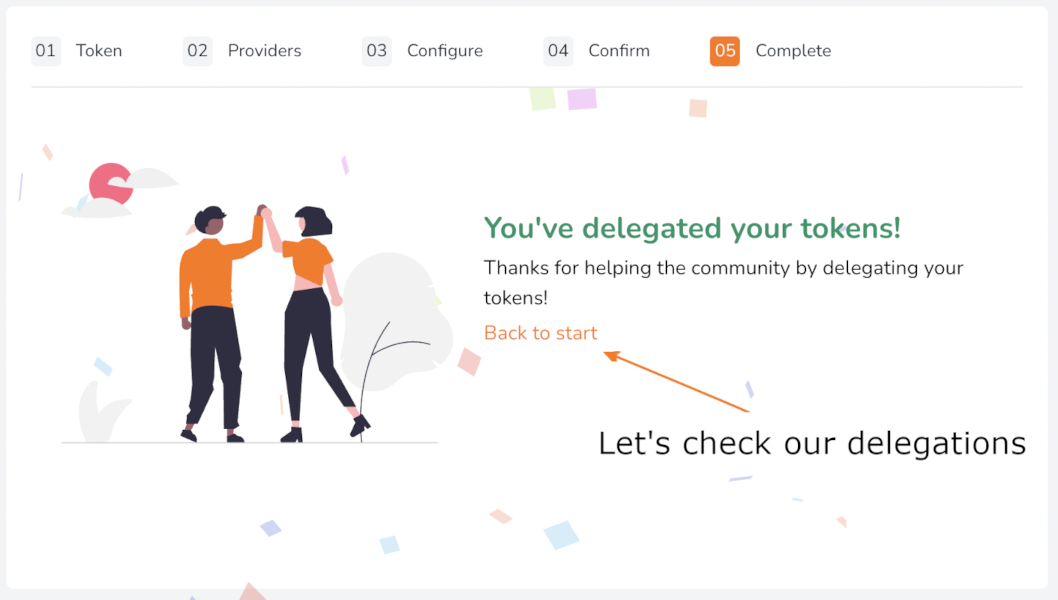 01 Token 02 Providers 03 Configure 04 Confirm 05 Complete
You've delegated your tokens!
Thanks for helping the community by delegating your
tokens!
Back to start
Let's check our delegations